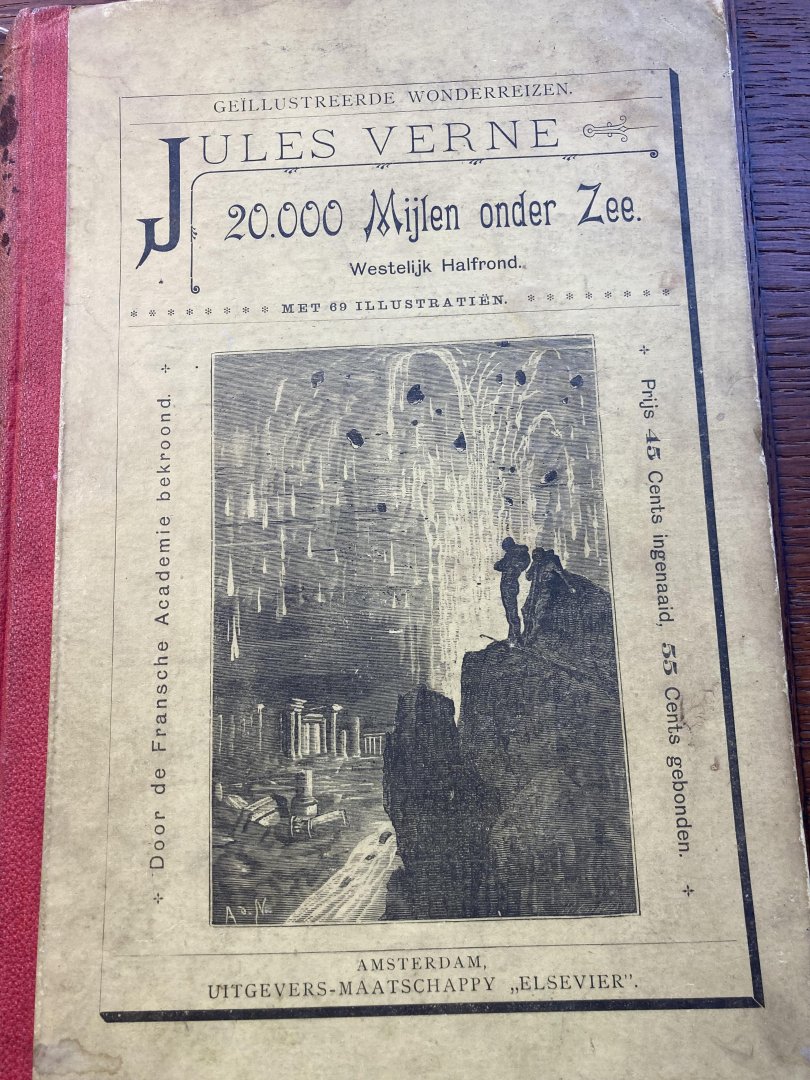 GEÏLLUSTREERDE WONDERREIZEN.
JULES VERNE
20.000 Mijlen onder Zee.
Westelijk Halfrond.
* * * * * * * * MET 69 ILLUSTRATIËN. * * * * * * * *
Door de Fransche Academie bekroond.
Prijs 45 Cents ingenaaid, 55 Cents gebonden.
A. d. N.
AMSTERDAM,
UITGEVERS-MAATSCHAPPY „ELSEVIER".